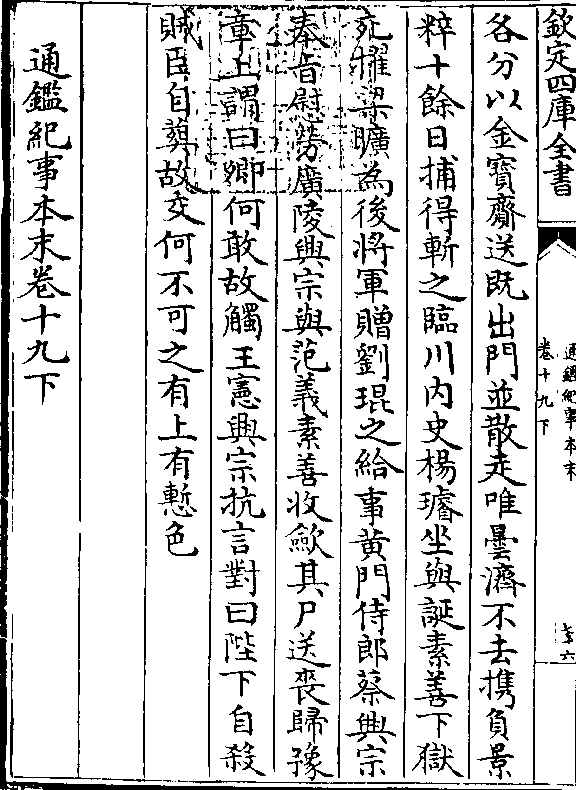 欽定四庫全書
通鑑紀事本末
卷十九下
各分以金寳齎送既出門並散走唯曇濟不去携負景
粹十餘日捕得斬之臨川内史楊璿坐與誕素善下獄
死擢梁曠為後將軍贈劉琨之給事黄門侍郎蔡興宗
奉旨慰勞廣陵興宗與范義素善收歛其尸送喪歸豫
章上謂曰卿何敢故觸王憲興宗抗言對曰陛下自殺
賊臣自塟故交何不可之有上有慙色
通鑑紀事本末卷十九下